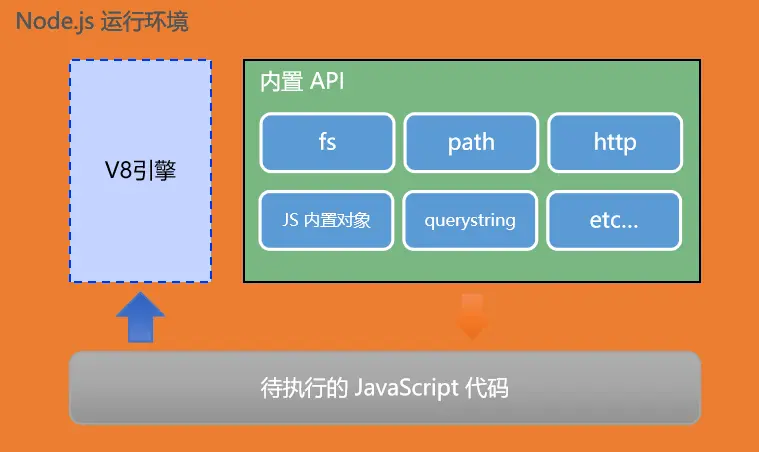 Node.js 运行环境
V8引擎
内置 API
fs
path
http
JS 内置对象
querystring
etc...
待执行的 JavaScript 代码